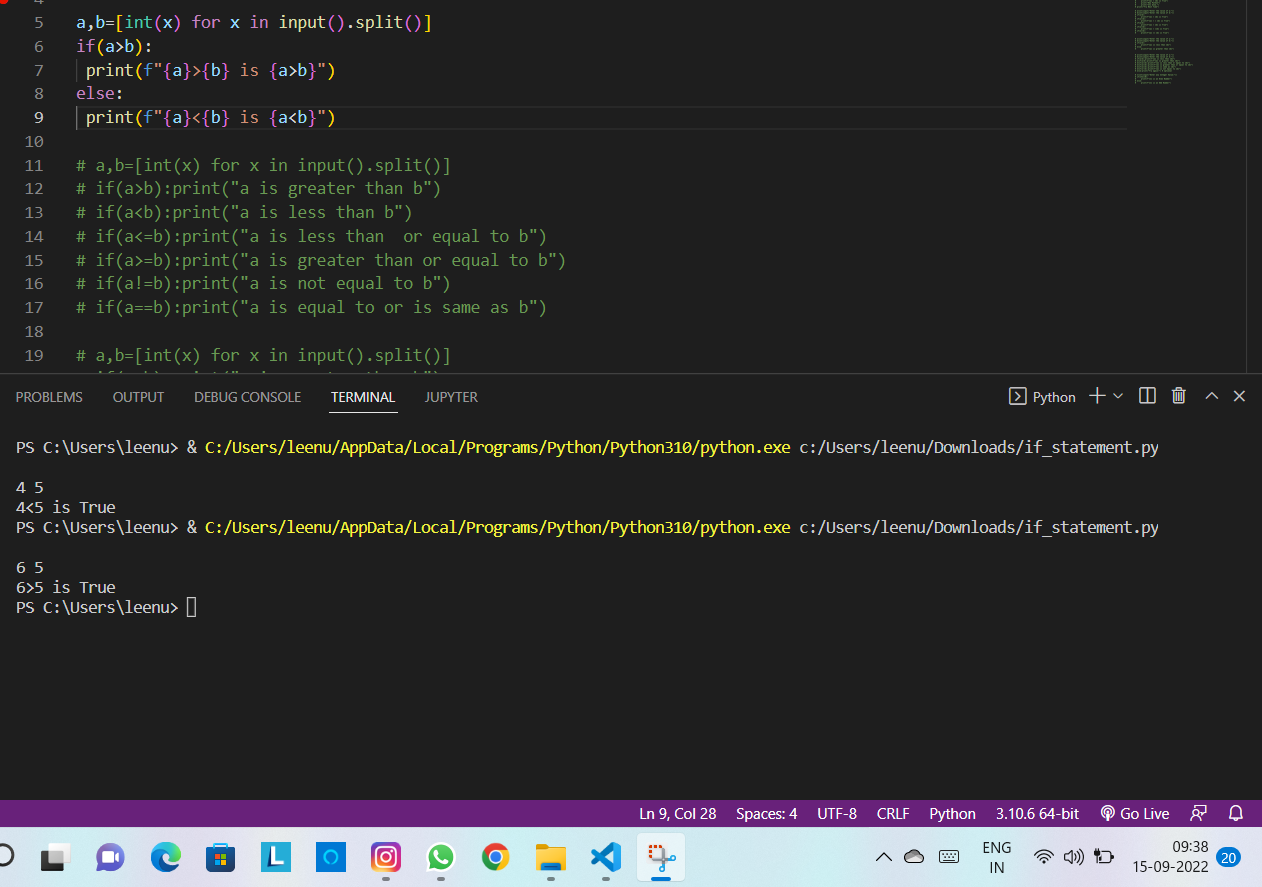 5 a,b=[int(x) for x in input().split()]
6 if(a>b):
7 print(f"{a}>{b} is {a>b}")
8 else:
9 print(f"{a}<{b} is {a<b}")
10
11 # a,b=[int(x) for x in input().split()]
12 # if(a>b):print("a is greater than b")
13 # if(a<b):print("a is less than b")
14 # if(a<=b):print("a is less than  or equal to b")
15 # if(a>=b):print("a is greater than or equal to b")
16 # if(a!=b):print("a is not equal to b")
17 # if(a==b):print("a is equal to or is same as b")
18
19 # a,b=[int(x) for x in input().split()]
PROBLEMS OUTPUT DEBUG CONSOLE TERMINAL JUPYTER Python
PS C:\Users\leenu> & C:/Users/leenu/AppData/Local/Programs/Python/Python310/python.exe c:/Users/leenu/Downloads/if_statement.py
4 5
4<5 is True
PS C:\Users\leenu> & C:/Users/leenu/AppData/Local/Programs/Python/Python310/python.exe c:/Users/leenu/Downloads/if_statement.py
6 5
6>5 is True
PS C:\Users\leenu>
Ln 9, Col 28 Spaces: 4 UTF-8 CRLF Python 3.10.6 64-bit Go Live
ENG
IN
09:38
15-09-2022
20